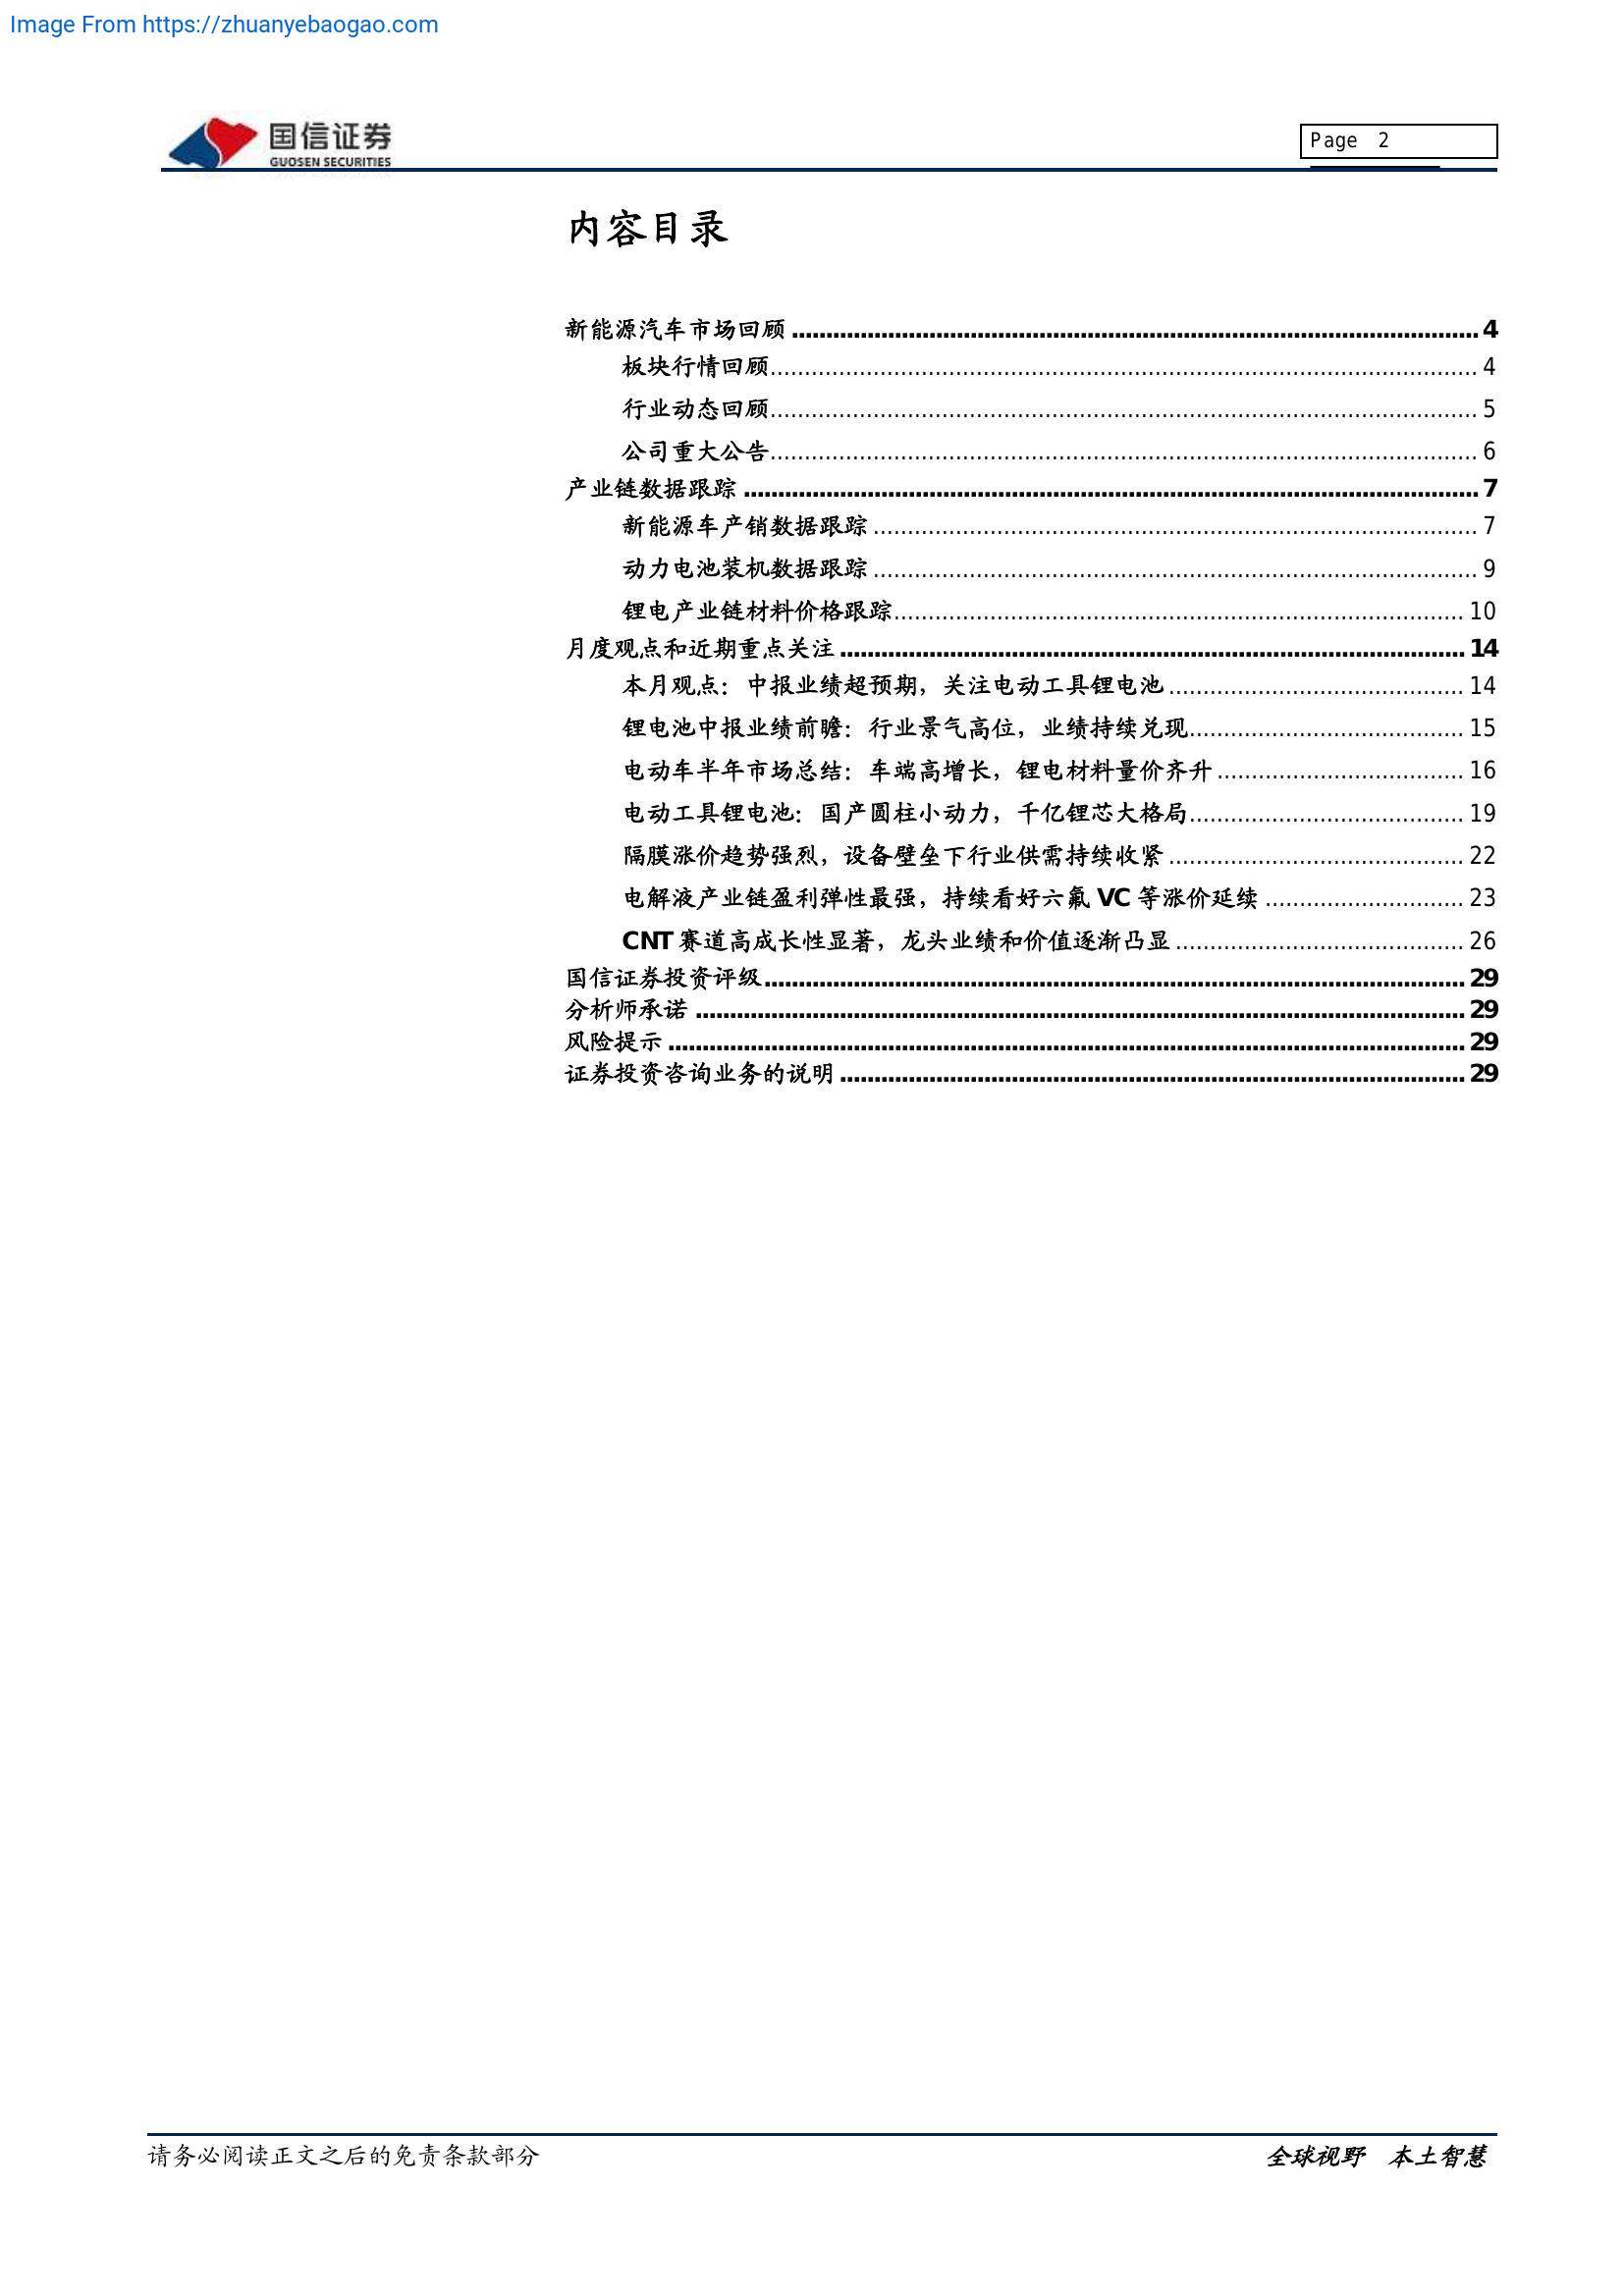 Image From https://zhuanyebaogao.com
国信证券
GUOSEN SECURITIES
Page 2
内容目录
新能源汽车市场回顾 ........ 4
板块行情回顾 ........ 4
行业动态回顾 ........ 5
公司重大公告 ........ 6
产业链数据跟踪 ........ 7
新能源车产销数据跟踪 ........ 7
动力电池装机数据跟踪 ........ 9
锂电产业链材料价格跟踪 ........ 10
月度观点和近期重点关注 ........ 14
本月观点：中报业绩超预期，关注电动工具锂电池 ........ 14
锂电池中报业绩前瞻：行业景气高位，业绩持续兑现 ........ 15
电动车半年市场总结：车端高增长，锂电材料量价齐升 ........ 16
电动工具锂电池：国产圆柱小动力，千亿锂芯大格局 ........ 19
隔膜涨价趋势强烈，设备壁垒下行业供需持续收紧 ........ 22
电解液产业链盈利弹性最强，持续看好六氟 VC 等涨价延续 ........ 23
CNT 赛道高成长性显著，龙头业绩和价值逐渐凸显 ........ 26
国信证券投资评级 ........ 29
分析师承诺 ........ 29
风险提示 ........ 29
证券投资咨询业务的说明 ........ 29
请务必阅读正文之后的免责条款部分
全球视野 本土智慧